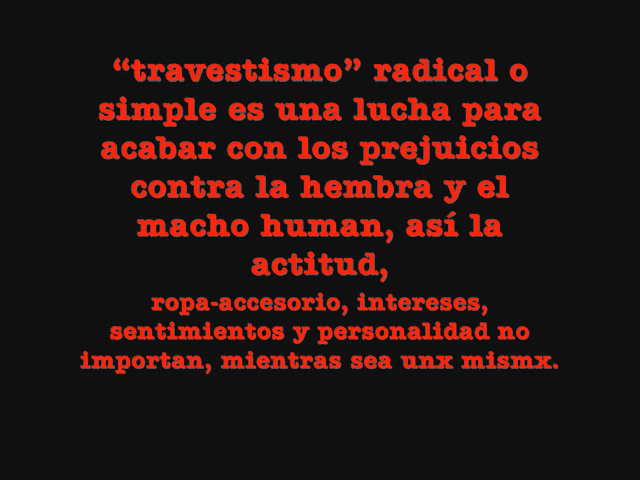 “travestismo” radical o
simple es una lucha para
acabar con los prejuicios
contra la hembra y el
macho human, así la
actitud,
ropa-accesorio, intereses,
sentimientos y personalidad no
importan, mientras sea unx mismx.